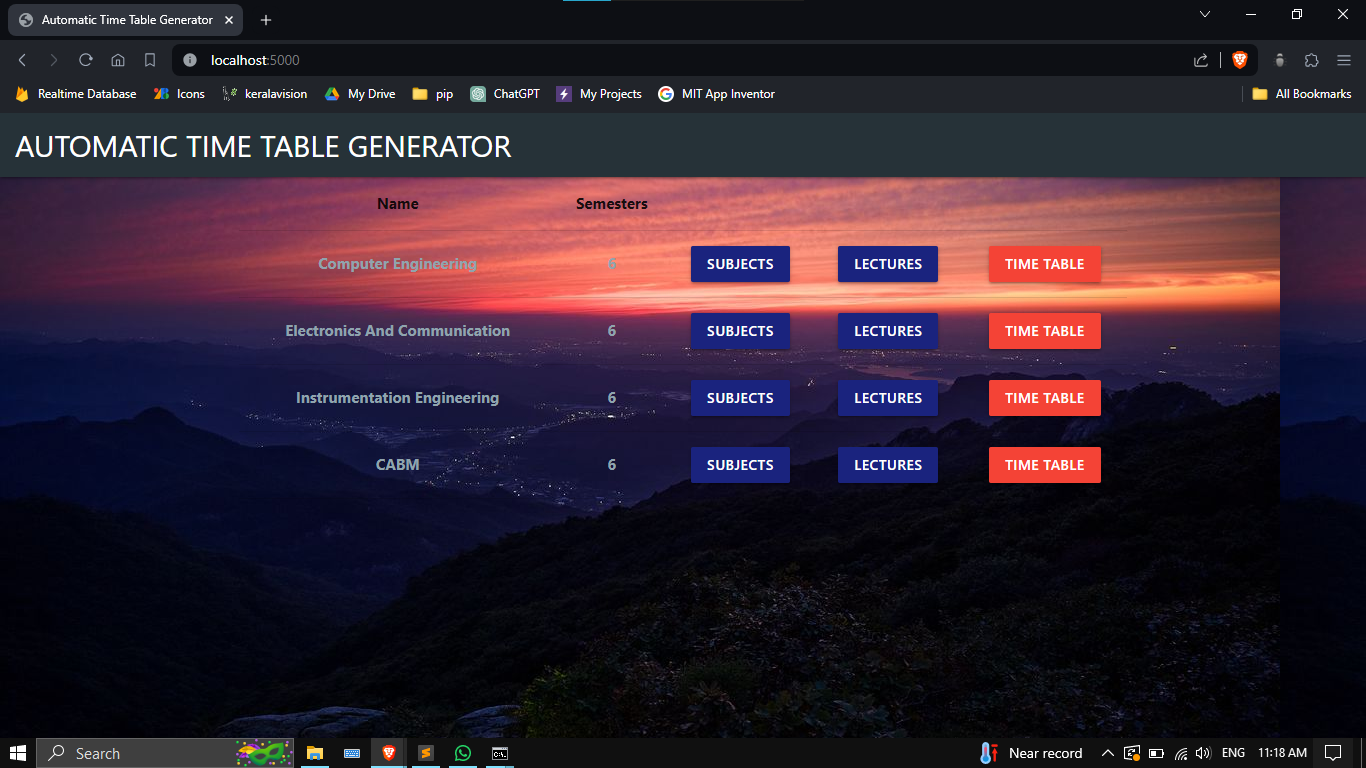 Automatic Time Table Generator
localhost:5000
Realtime Database Icons keralavision My Drive pip ChatGPT My Projects MIT App Inventor All Bookmarks
AUTOMATIC TIME TABLE GENERATOR
Name Semesters
Computer Engineering 6 SUBJECTS LECTURES TIME TABLE
Electronics And Communication 6 SUBJECTS LECTURES TIME TABLE
Instrumentation Engineering 6 SUBJECTS LECTURES TIME TABLE
CABM 6 SUBJECTS LECTURES TIME TABLE
Search Near record ENG 11:18 AM